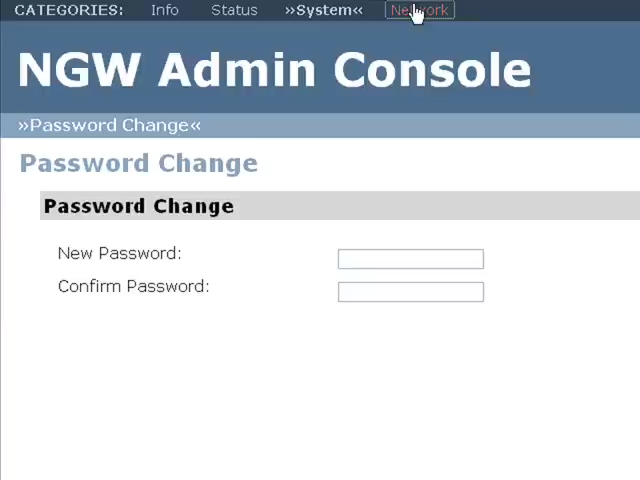 CATEGORIES: Info Status »System« Network
NGW Admin Console
»Password Change«
Password Change
Password Change
New Password:
Confirm Password: